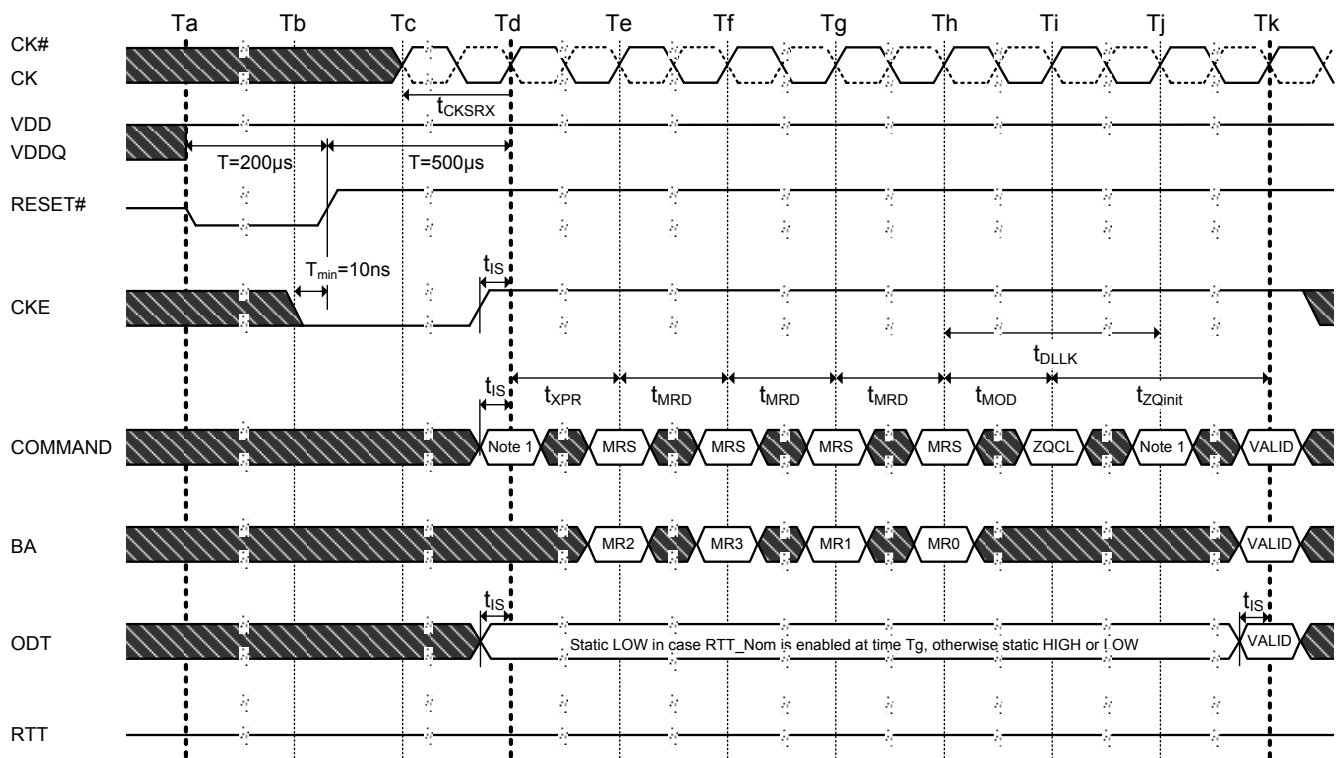 Ta Tb Tc Td Te Tf Tg Th Ti Tj Tk
CK#
CK
tCKSRX
VDD
VDDQ
T=200µs T=500µs
RESET#
Tmin=10ns tIS
CKE
tDLLK
tIS tXPR tMRD tMRD tMRD tMOD tZQinit
COMMAND Note 1 MRS MRS MRS MRS ZQCL Note 1 VALID
BA MR2 MR3 MR1 MR0 VALID
tIS tIS
ODT Static LOW in case RTT_Nom is enabled at time Tg, otherwise static HIGH or LOW VALID
RTT